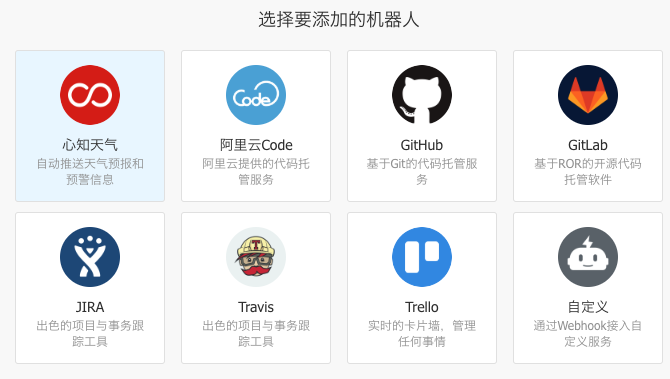 选择要添加的机器人
Code
心知天气
阿里云Code
GitHub
GitLab
自动推送天气预报和
预警信息
阿里云提供的代码托
管服务
基于Git的代码托管服
务
基于ROR的开源代码
托管软件
T
JIRA
Travis
Trello
自定义
出色的项目与事务跟
踪工具
出色的项目与事务跟
踪工具
实时的卡片墙，管理
任何事情
通过Webhook接入自
定义服务